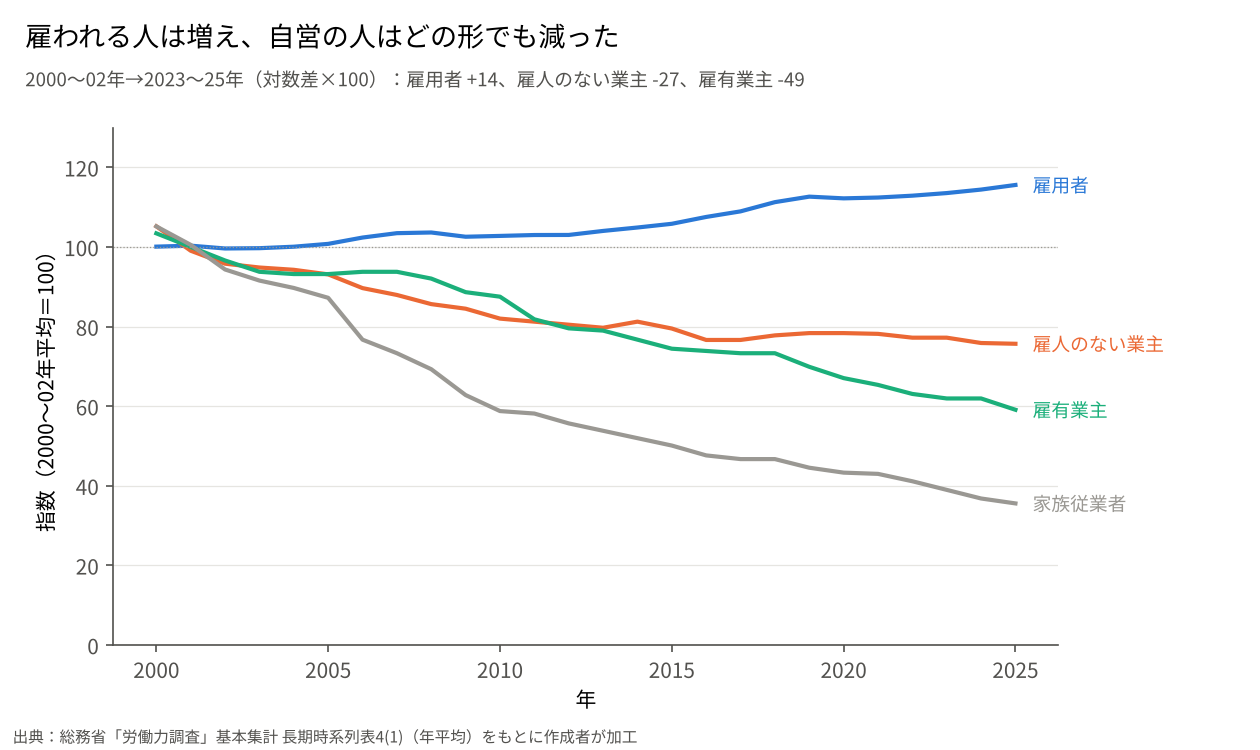 雇われる人は増え、自営の人はどの形でも減った
2000〜02年→2023〜25年（対数差×100）：雇用者 +14、雇人のない業主 -27、雇有業主 -49
指数（2000〜02年平均＝100）
120
100
80
60
40
20
0
雇用者
雇人のない業主
雇有業主
家族従業者
2000
2005
2010
2015
2020
2025
年
出典：総務省「労働力調査」基本集計 長期時系列表4(1)（年平均）をもとに作成者が加工